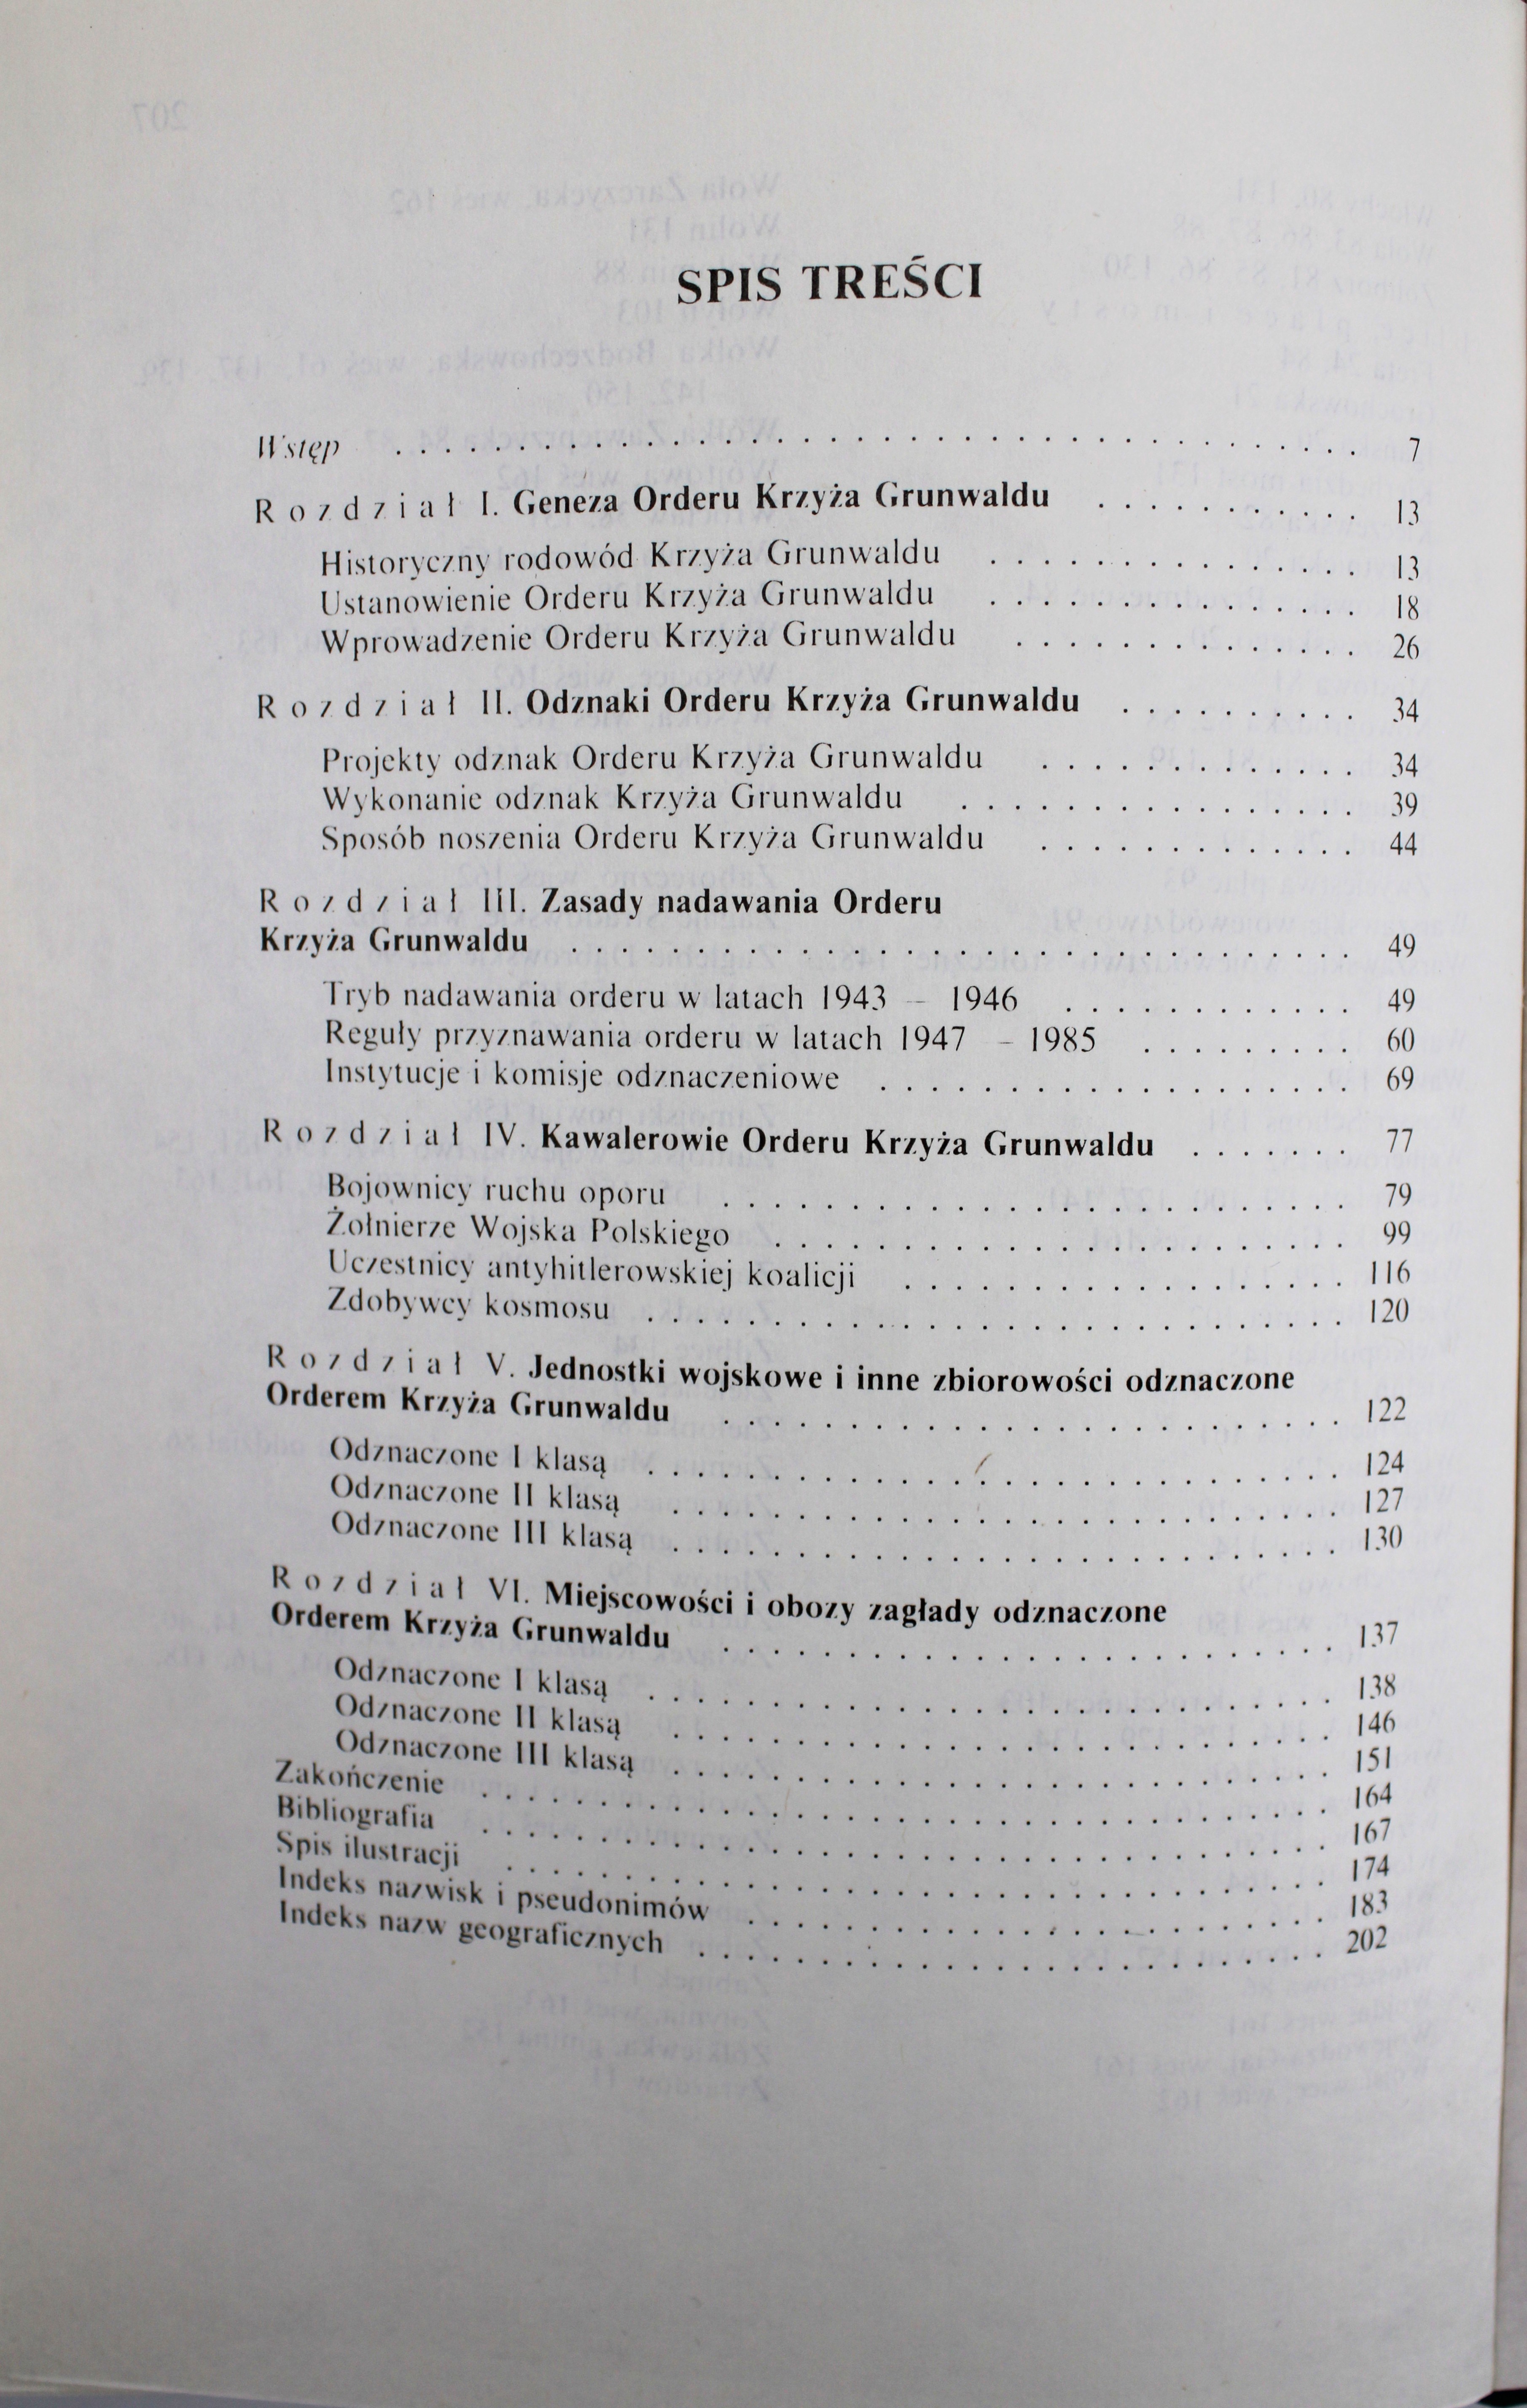 SPIS TREŚCI
Wstęp . . . . . . . . . . . . . . . . . . . . . . . . . . . . . . . . . . . . . 7
Rozdział I. Geneza Orderu Krzyża Grunwaldu . . . . . . . . . . . 13
Historyczny rodowód Krzyża Grunwaldu . . . . . . . . . . . . . . . 13
Ustanowienie Orderu Krzyża Grunwaldu . . . . . . . . . . . . . . . 18
Wprowadzenie Orderu Krzyża Grunwaldu . . . . . . . . . . . . . . 26
Rozdział II. Odznaki Orderu Krzyża Grunwaldu . . . . . . . . . . 34
Projekty odznak Orderu Krzyża Grunwaldu . . . . . . . . . . . . . 34
Wykonanie odznak Krzyża Grunwaldu . . . . . . . . . . . . . . . . 39
Sposób noszenia Orderu Krzyża Grunwaldu . . . . . . . . . . . . . 44
Rozdział III. Zasady nadawania Orderu
Krzyża Grunwaldu . . . . . . . . . . . . . . . . . . . . . . . . . . . . . . 49
Tryb nadawania orderu w latach 1943 – 1946 . . . . . . . . . . . . 49
Reguły przyznawania orderu w latach 1947 – 1985 . . . . . . . . . 60
Instytucje i komisje odznaczeniowe . . . . . . . . . . . . . . . . . . . 69
Rozdział IV. Kawalerowie Orderu Krzyża Grunwaldu . . . . . . . 77
Bojownicy ruchu oporu . . . . . . . . . . . . . . . . . . . . . . . . . 79
Żołnierze Wojska Polskiego . . . . . . . . . . . . . . . . . . . . . . . 99
Uczestnicy antyhitlerowskiej koalicji . . . . . . . . . . . . . . . . . . 116
Zdobywcy kosmosu . . . . . . . . . . . . . . . . . . . . . . . . . . . . 120
Rozdział V. Jednostki wojskowe i inne zbiorowości odznaczone
Orderem Krzyża Grunwaldu . . . . . . . . . . . . . . . . . . . . . . . . . 122
Odznaczone I klasą . . . . . . . . . . . . . . . . . . . . . . . . . . . 124
Odznaczone II klasą . . . . . . . . . . . . . . . . . . . . . . . . . . 127
Odznaczone III klasą . . . . . . . . . . . . . . . . . . . . . . . . . . 130
Rozdział VI. Miejscowości i obozy zagłady odznaczone
Orderem Krzyża Grunwaldu . . . . . . . . . . . . . . . . . . . . . . . . . 137
Odznaczone I klasą . . . . . . . . . . . . . . . . . . . . . . . . . . . 138
Odznaczone II klasą . . . . . . . . . . . . . . . . . . . . . . . . . . 146
Odznaczone III klasą . . . . . . . . . . . . . . . . . . . . . . . . . . 151
Zakończenie . . . . . . . . . . . . . . . . . . . . . . . . . . . . . . . . . . 164
Bibliografia . . . . . . . . . . . . . . . . . . . . . . . . . . . . . . . . . . 167
Spis ilustracji . . . . . . . . . . . . . . . . . . . . . . . . . . . . . . . . . 174
Indeks nazwisk i pseudonimów . . . . . . . . . . . . . . . . . . . . . . . 183
Indeks nazw geograficznych . . . . . . . . . . . . . . . . . . . . . . . . . 202